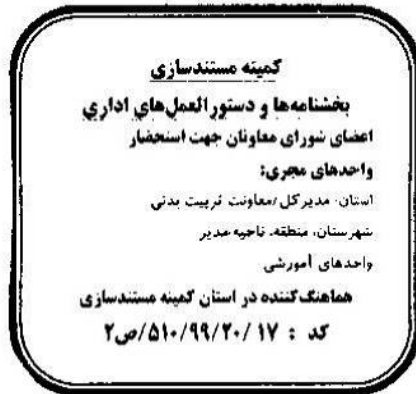 کمیته مستندسازی
بخشنامه‌ها و دستورالعمل‌های اداری
اعضای شورای معاونان جهت استحضار
واحدهای مجری:
استان: مدیرکل/معاونت تربیت بدنی
شهرستان، منطقه، ناحیه: مدیر
واحدهای آموزشی
هماهنگ‌کننده در استان کمیته مستندسازی
کد : ۱۷ /۲۰/۹۹/۵۱۰/ص۲